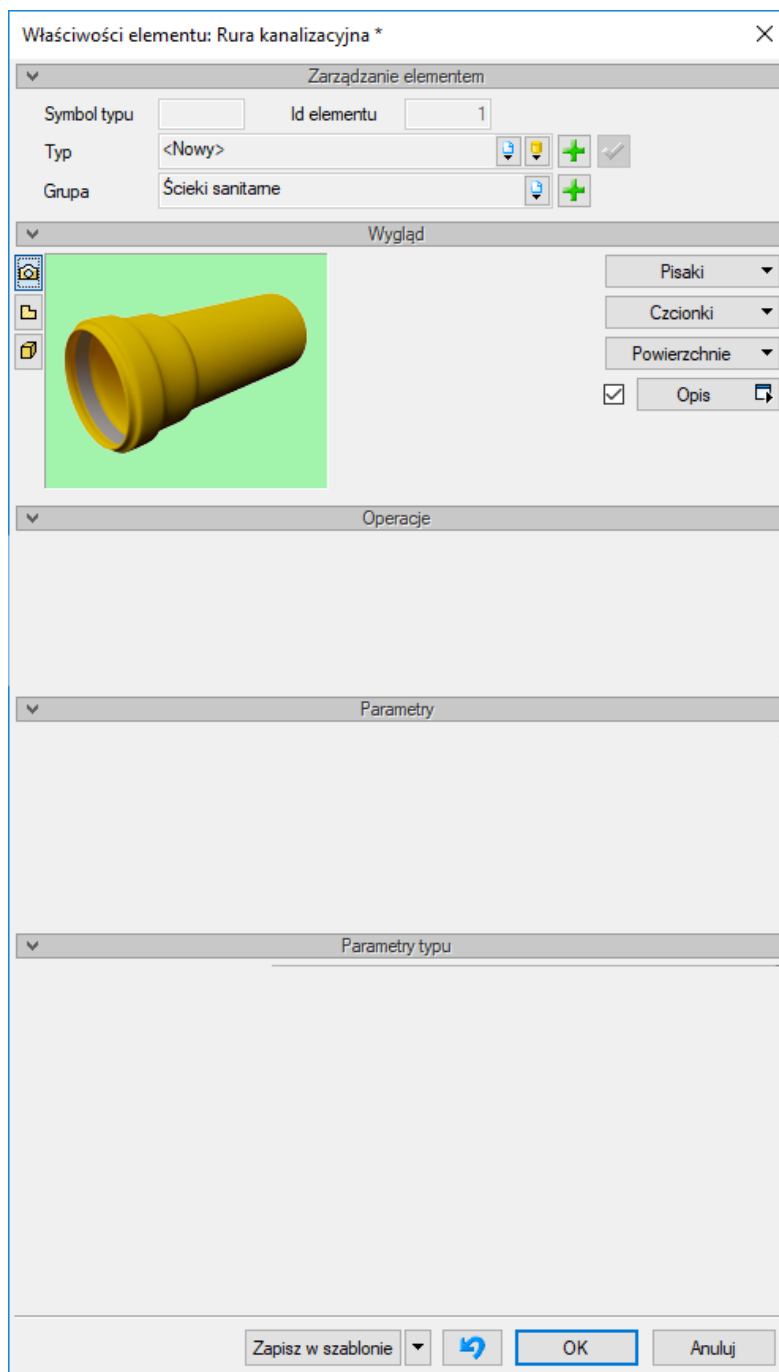 Właściwości elementu: Rura kanalizacyjna *
Zarządzanie elementem
Symbol typu Id elementu 1
Typ <Nowy>
Grupa Ścieki sanitarne
Wygląd
Pisaki
Czcionki
Powierzchnie
Opis
Operacje
Parametry
Parametry typu
Zapisz w szablonie OK Anuluj